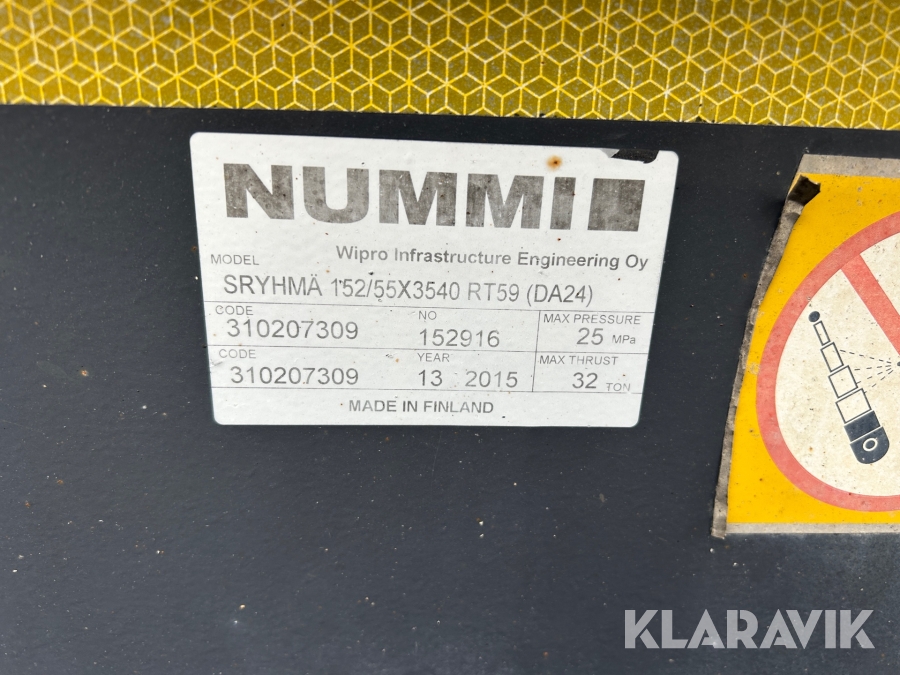 NUMMI
Wipro Infrastructure Engineering Oy
MODEL
SRYHMÄ 152/55X3540 RT59 (DA24)
CODE NO MAX PRESSURE
310207309 152916 25 MPa
CODE YEAR MAX THRUST
310207309 13 2015 32 TON
MADE IN FINLAND
KLARAVIK